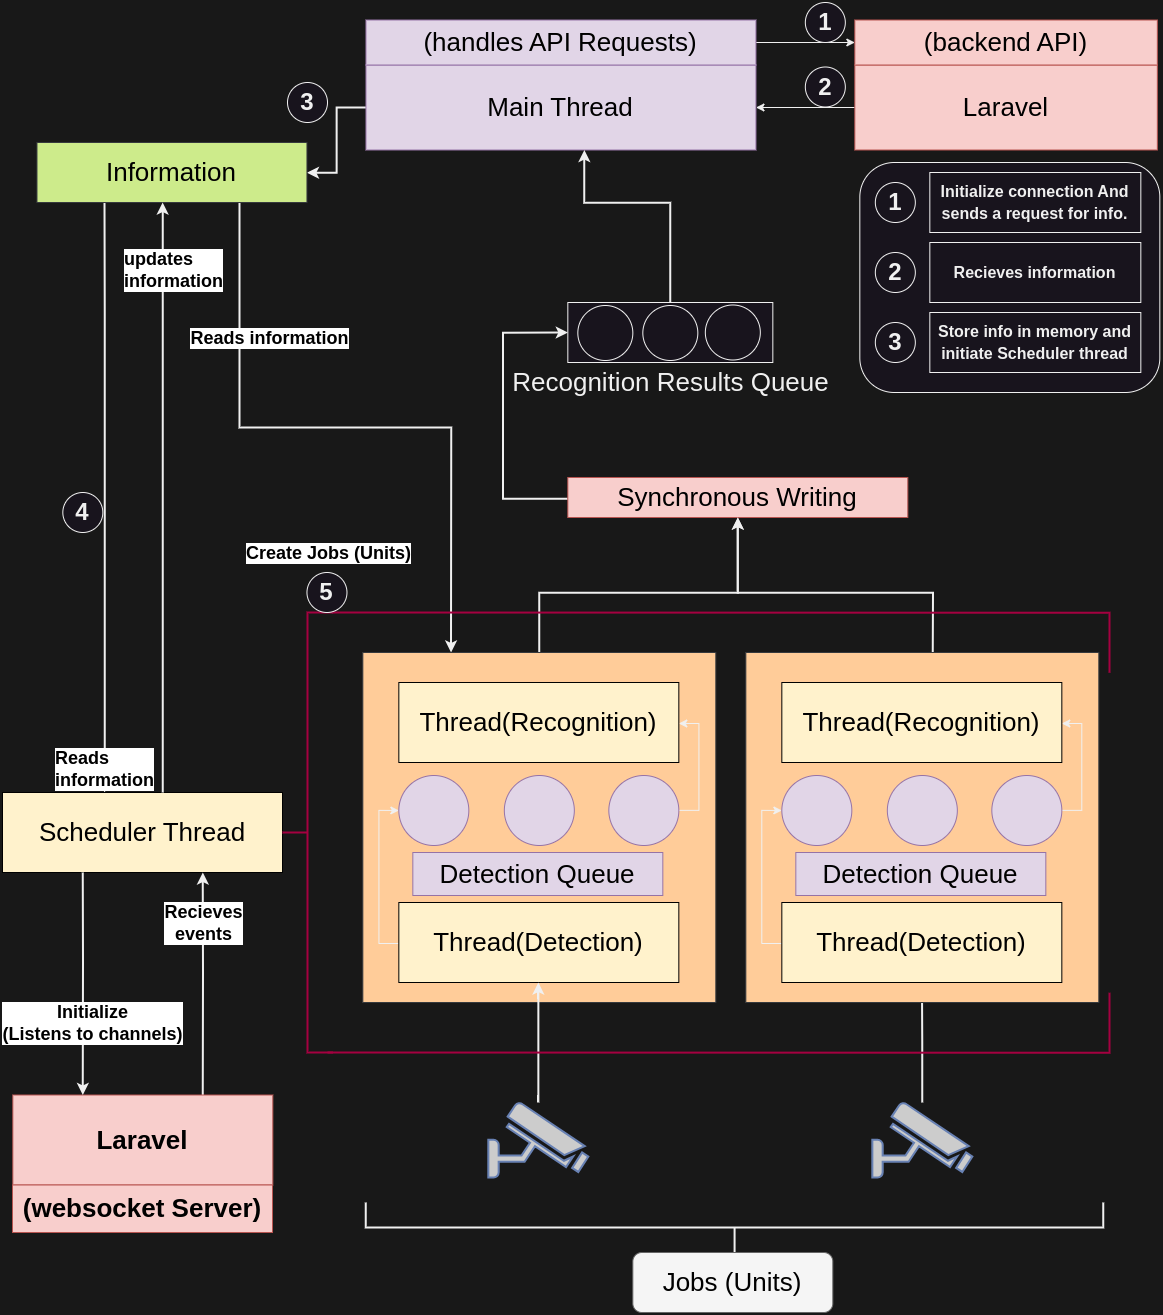 (handles API Requests)
Main Thread
1
2
(backend API)
Laravel
3
Information
1
Initialize connection And
sends a request for info.
2
Recieves information
3
Store info in memory and
initiate Scheduler thread
updates
information
Reads information
Recognition Results Queue
4
Synchronous Writing
Create Jobs (Units)
5
Reads
information
Scheduler Thread
Thread(Recognition)
Detection Queue
Thread(Detection)
Thread(Recognition)
Detection Queue
Thread(Detection)
Recieves
events
Initialize
(Listens to channels)
Laravel
(websocket Server)
Jobs (Units)